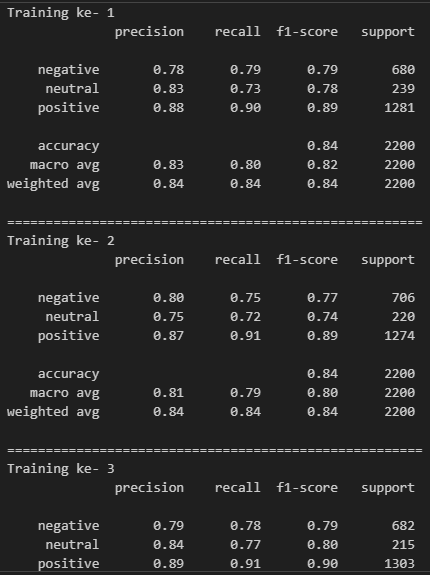 Training ke- 1
precision recall f1-score support
negative 0.78 0.79 0.79 680
neutral 0.83 0.73 0.78 239
positive 0.88 0.90 0.89 1281
accuracy 0.84 2200
macro avg 0.83 0.80 0.82 2200
weighted avg 0.84 0.84 0.84 2200
======================================================
Training ke- 2
precision recall f1-score support
negative 0.80 0.75 0.77 706
neutral 0.75 0.72 0.74 220
positive 0.87 0.91 0.89 1274
accuracy 0.84 2200
macro avg 0.81 0.79 0.80 2200
weighted avg 0.84 0.84 0.84 2200
======================================================
Training ke- 3
precision recall f1-score support
negative 0.79 0.78 0.79 682
neutral 0.84 0.77 0.80 215
positive 0.89 0.91 0.90 1303